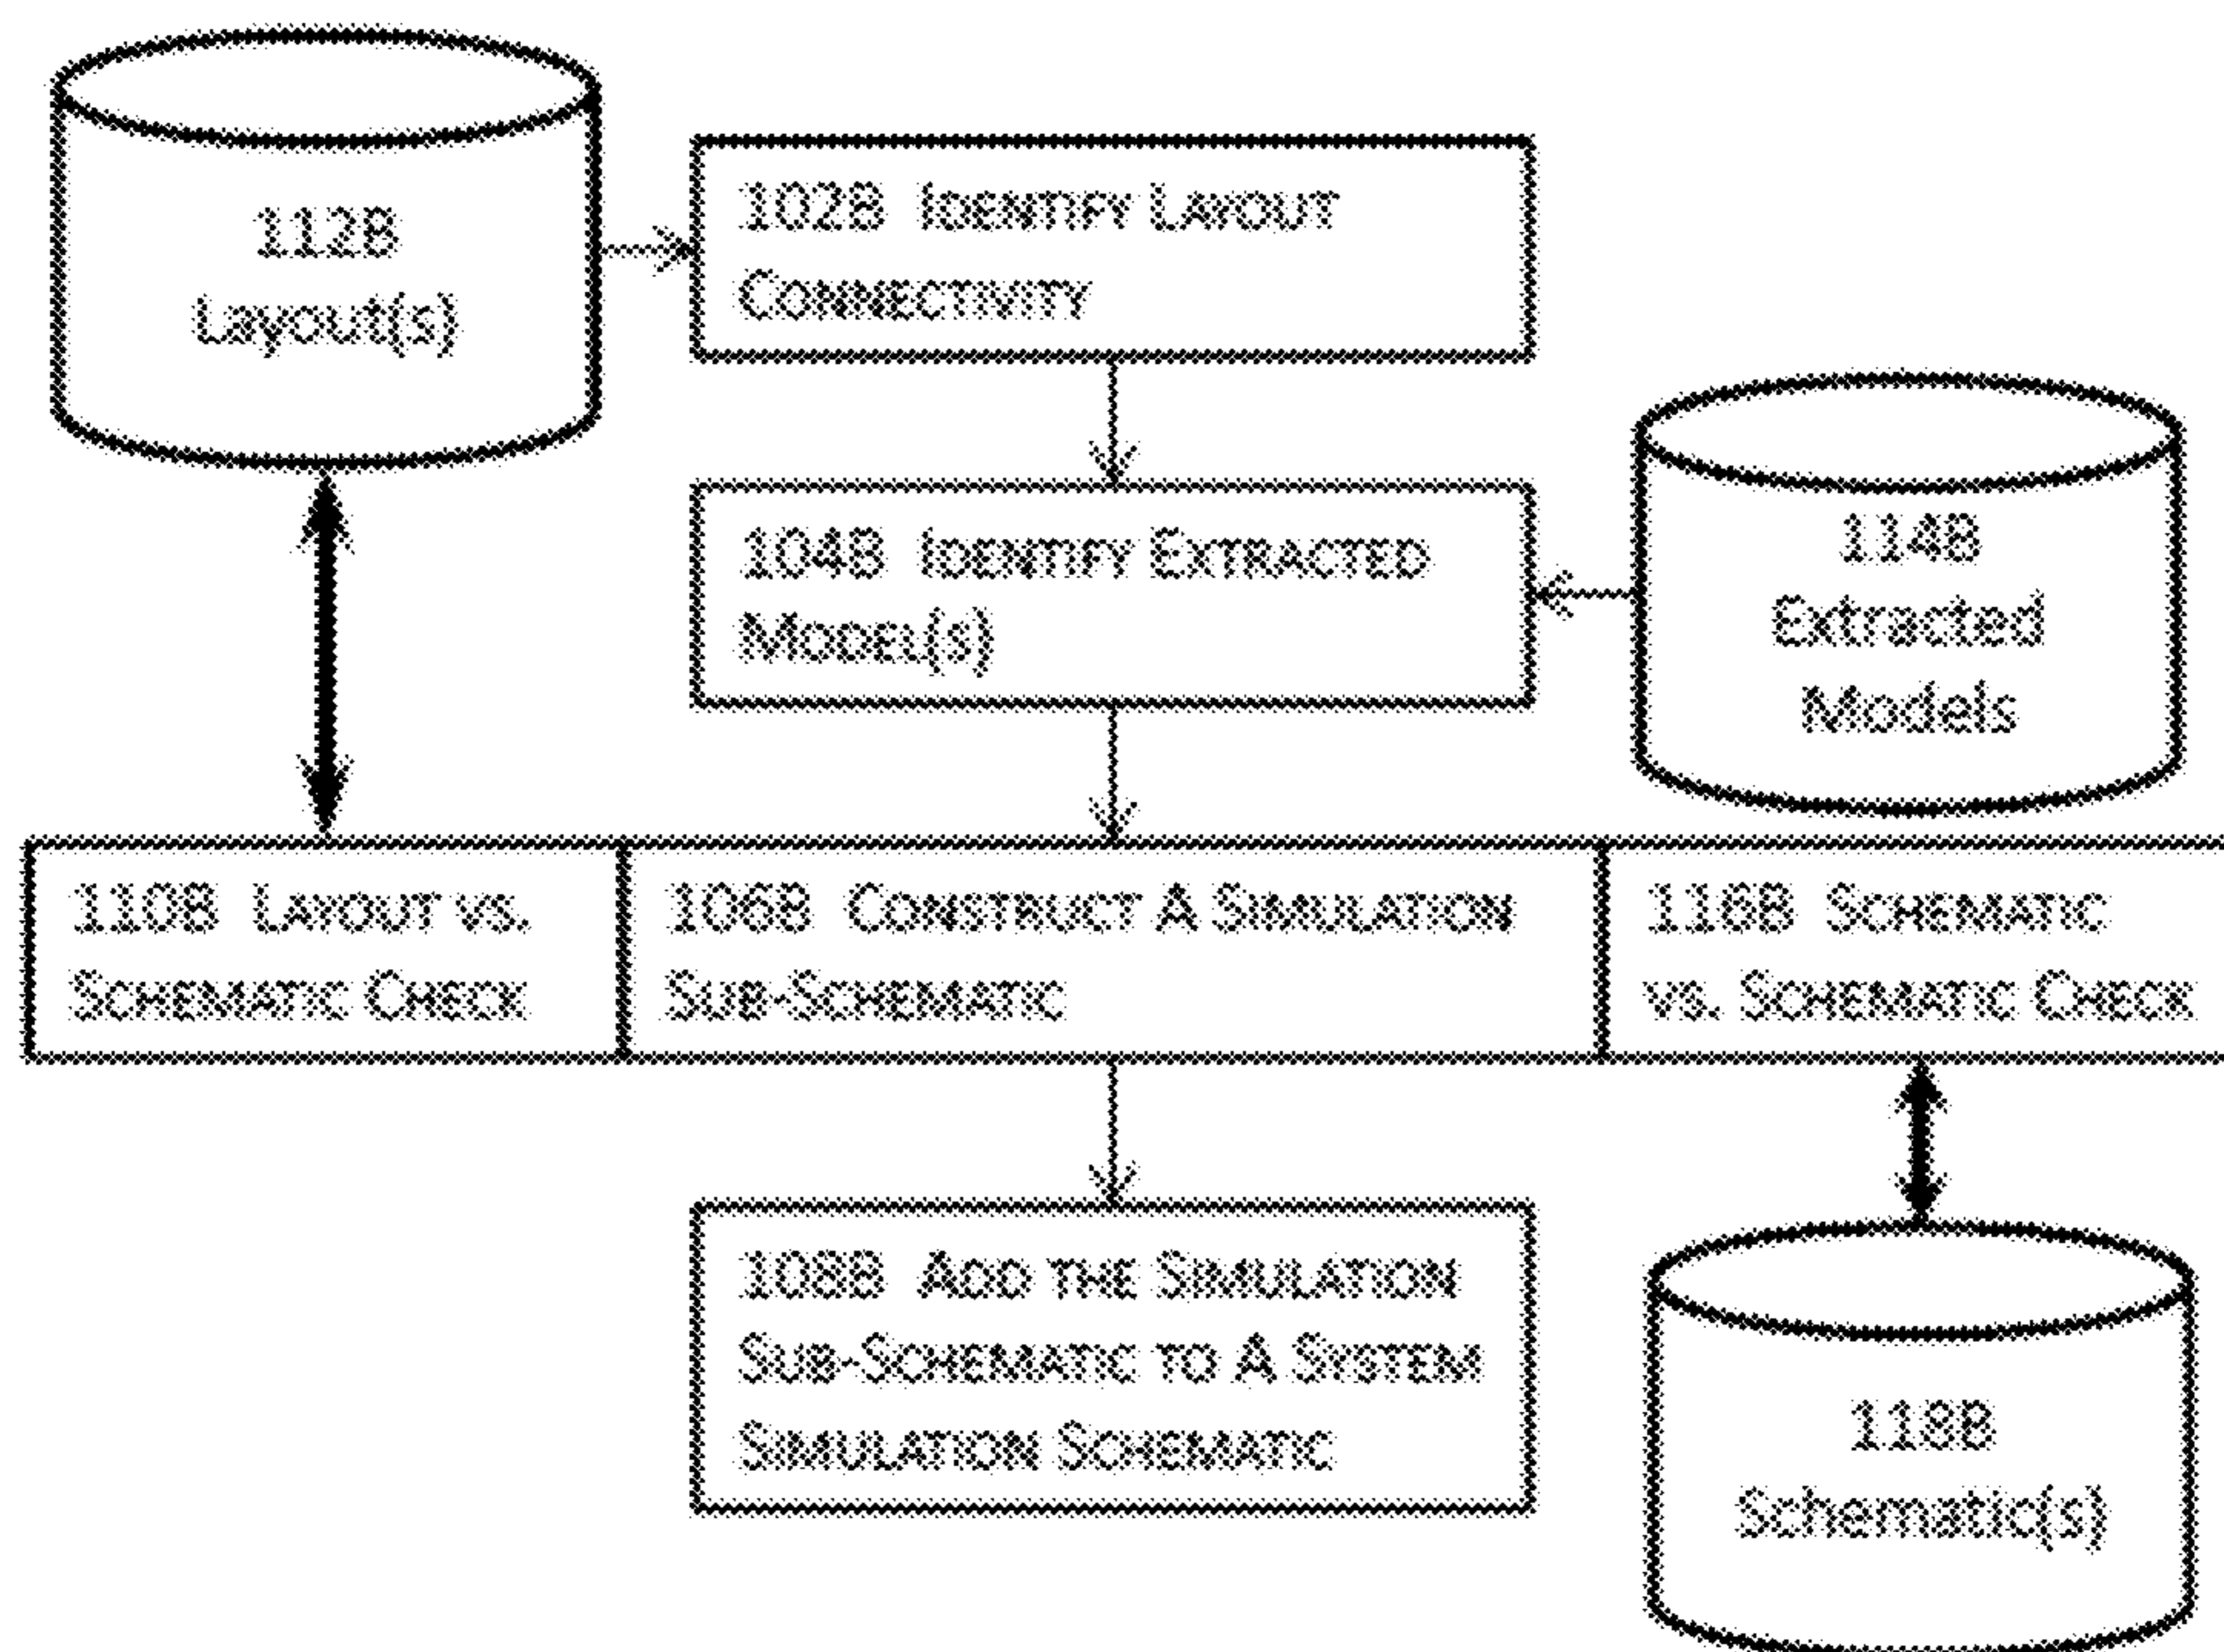 112B
Layout(s)
102B IDENTIFY LAYOUT
CONNECTIVITY
104B IDENTIFY EXTRACTED
MODEL(S)
114B
Extracted
Models
110B LAYOUT VS.
SCHEMATIC CHECK
106B CONSTRUCT A SIMULATION
SUB-SCHEMATIC
116B SCHEMATIC
VS. SCHEMATIC CHECK
108B ADD THE SIMULATION
SUB-SCHEMATIC TO A SYSTEM
SIMULATION SCHEMATIC
118B
Schematic(s)